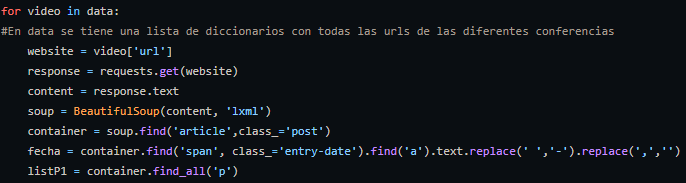 for video in data:
#En data se tiene una lista de diccionarios con todas las urls de las diferentes conferencias
    website = video['url']
    response = requests.get(website)
    content = response.text
    soup = BeautifulSoup(content, 'lxml')
    container = soup.find('article',class_='post')
    fecha = container.find('span', class_='entry-date').find('a').text.replace(' ','-').replace(',','')
    listP1 = container.find_all('p')